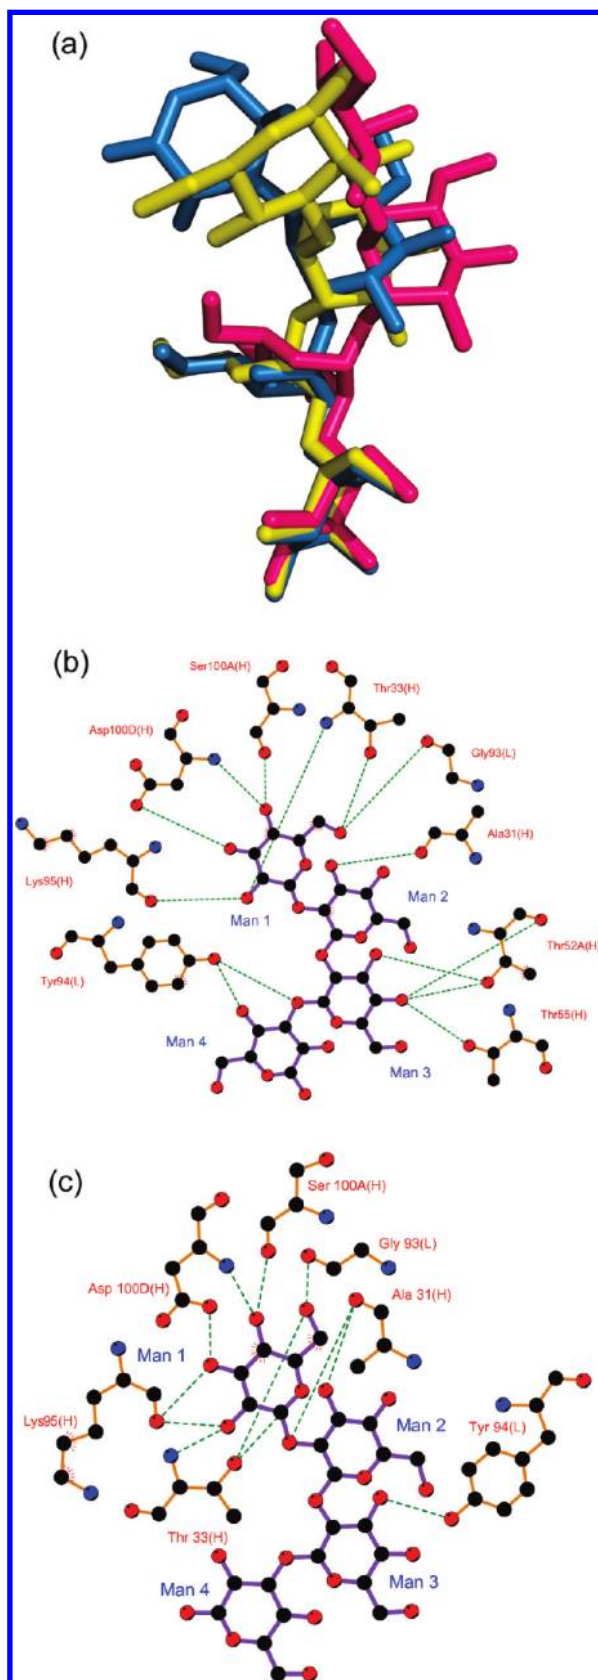 (a)
(b)
Ser100A(H)
Thr33(H)
Asp100D(H)
Gly93(L)
Ala31(H)
Lys95(H)
Man 1
Man 2
Thr52A(H)
Tyr94(L)
Thr55(H)
Man 4
Man 3
(c)
Ser 100A(H)
Gly 93(L)
Asp 100D(H)
Ala 31(H)
Man 1
Lys95(H)
Man 2
Tyr 94(L)
Thr 33(H)
Man 4
Man 3